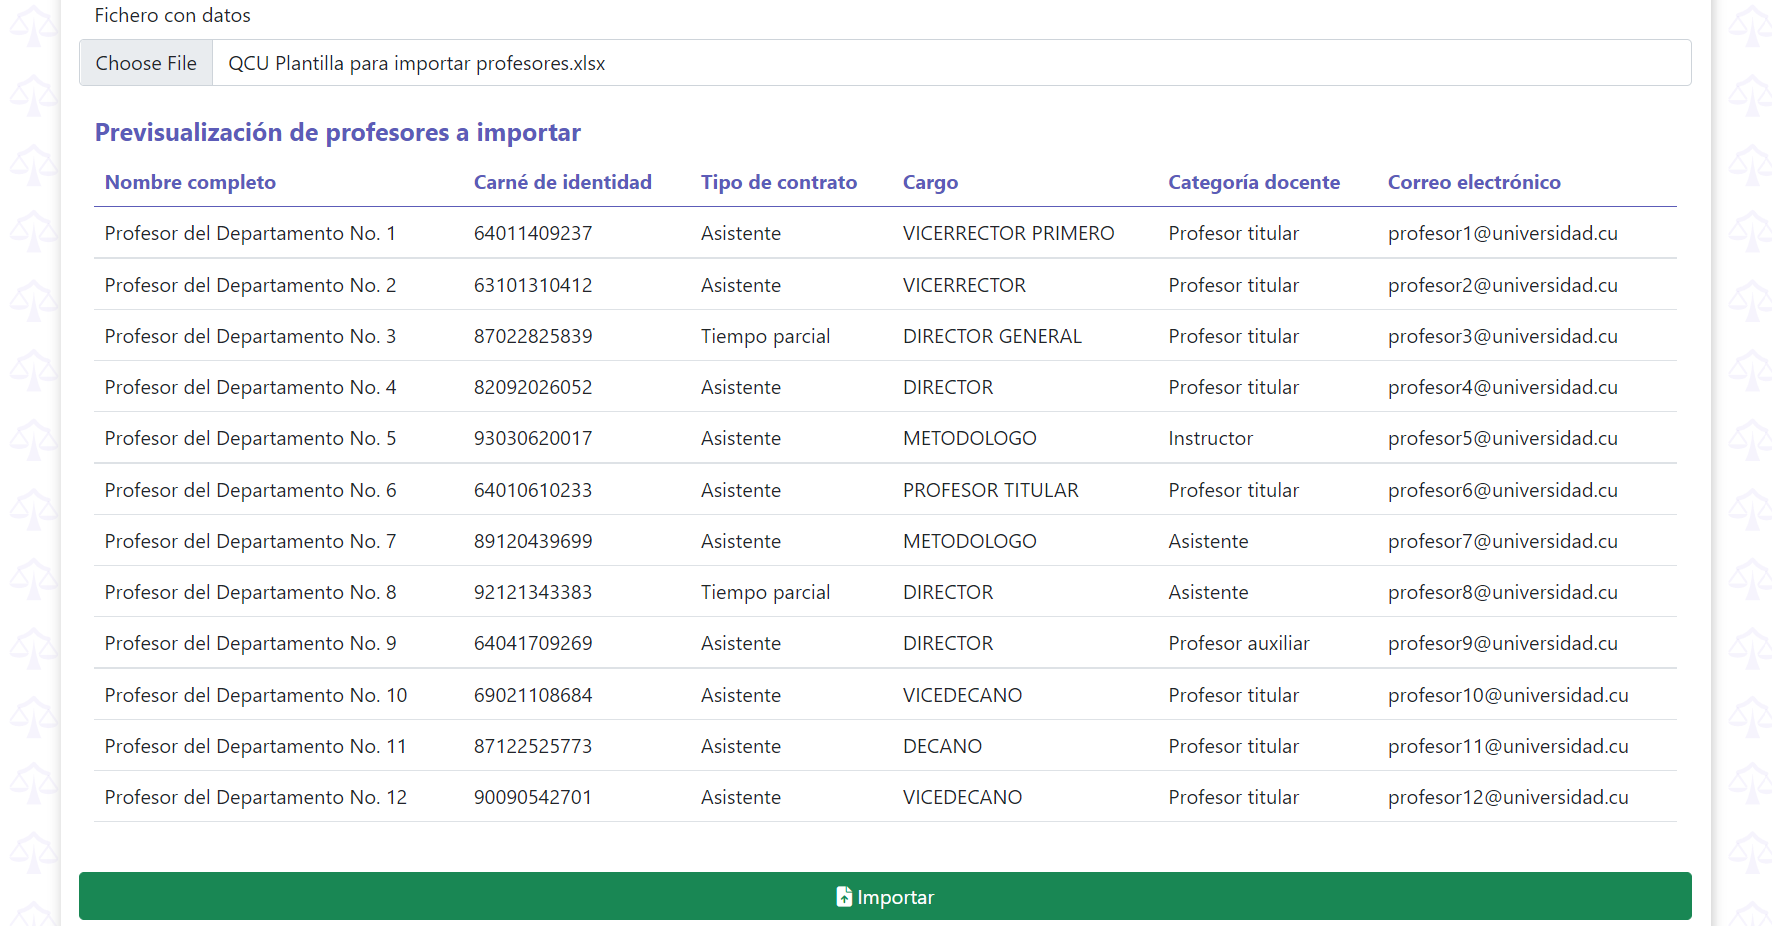 Fichero con datos
Choose File QCU Plantilla para importar profesores.xlsx
Previsualización de profesores a importar
Nombre completo Carné de identidad Tipo de contrato Cargo Categoría docente Correo electrónico
Profesor del Departamento No. 1 64011409237 Asistente VICERRECTOR PRIMERO Profesor titular profesor1@universidad.cu
Profesor del Departamento No. 2 63101310412 Asistente VICERRECTOR Profesor titular profesor2@universidad.cu
Profesor del Departamento No. 3 87022825839 Tiempo parcial DIRECTOR GENERAL Profesor titular profesor3@universidad.cu
Profesor del Departamento No. 4 82092026052 Asistente DIRECTOR Profesor titular profesor4@universidad.cu
Profesor del Departamento No. 5 93030620017 Asistente METODOLOGO Instructor profesor5@universidad.cu
Profesor del Departamento No. 6 64010610233 Asistente PROFESOR TITULAR Profesor titular profesor6@universidad.cu
Profesor del Departamento No. 7 89120439699 Asistente METODOLOGO Asistente profesor7@universidad.cu
Profesor del Departamento No. 8 92121343383 Tiempo parcial DIRECTOR Asistente profesor8@universidad.cu
Profesor del Departamento No. 9 64041709269 Asistente DIRECTOR Profesor auxiliar profesor9@universidad.cu
Profesor del Departamento No. 10 69021108684 Asistente VICEDECANO Profesor titular profesor10@universidad.cu
Profesor del Departamento No. 11 87122525773 Asistente DECANO Profesor titular profesor11@universidad.cu
Profesor del Departamento No. 12 90090542701 Asistente VICEDECANO Profesor titular profesor12@universidad.cu
Importar